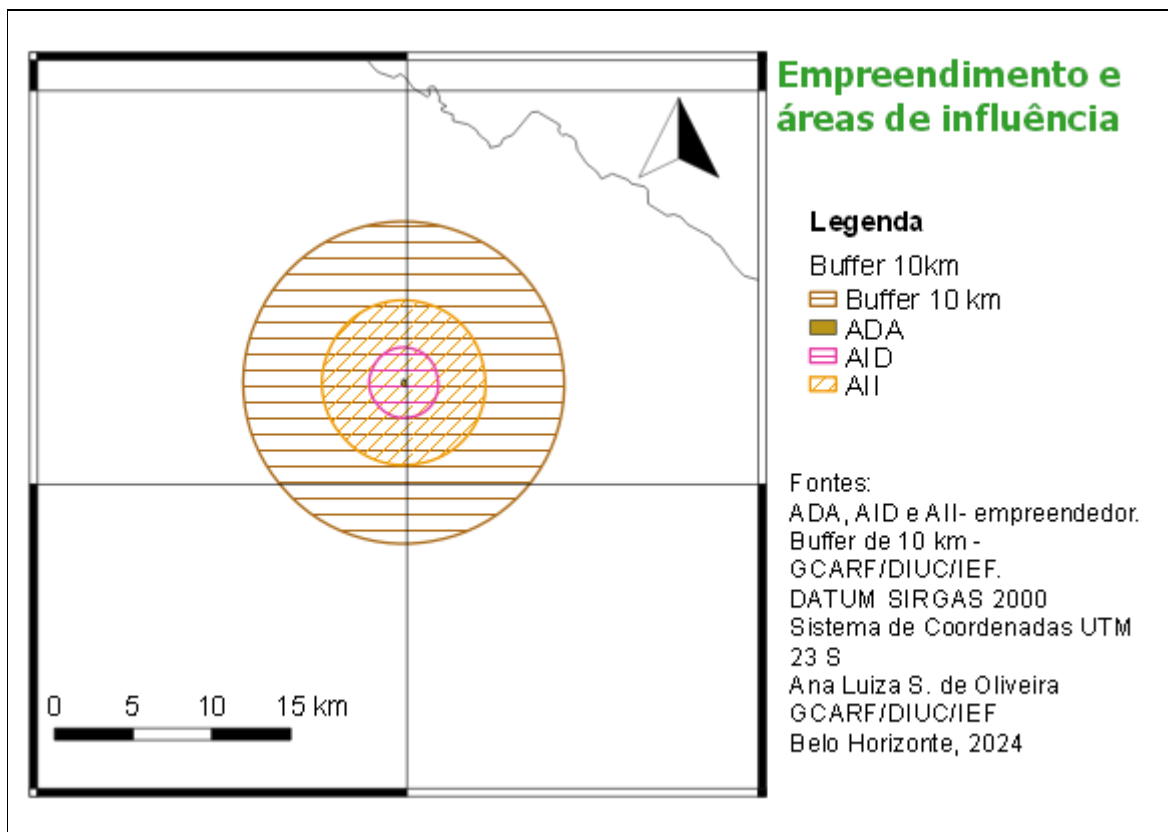 Empreendimento e
áreas de influência
Legenda
Buffer 10km
Buffer 10 km
ADA
AID
AII
Fontes:
ADA, AID e AII- empreendedor.
Buffer de 10 km -
GCARF/DIUC/IEF.
DATUM SIRGAS 2000
Sistema de Coordenadas UTM
23 S
Ana Luiza S. de Oliveira
GCARF/DIUC/IEF
Belo Horizonte, 2024
0 5 10 15 km